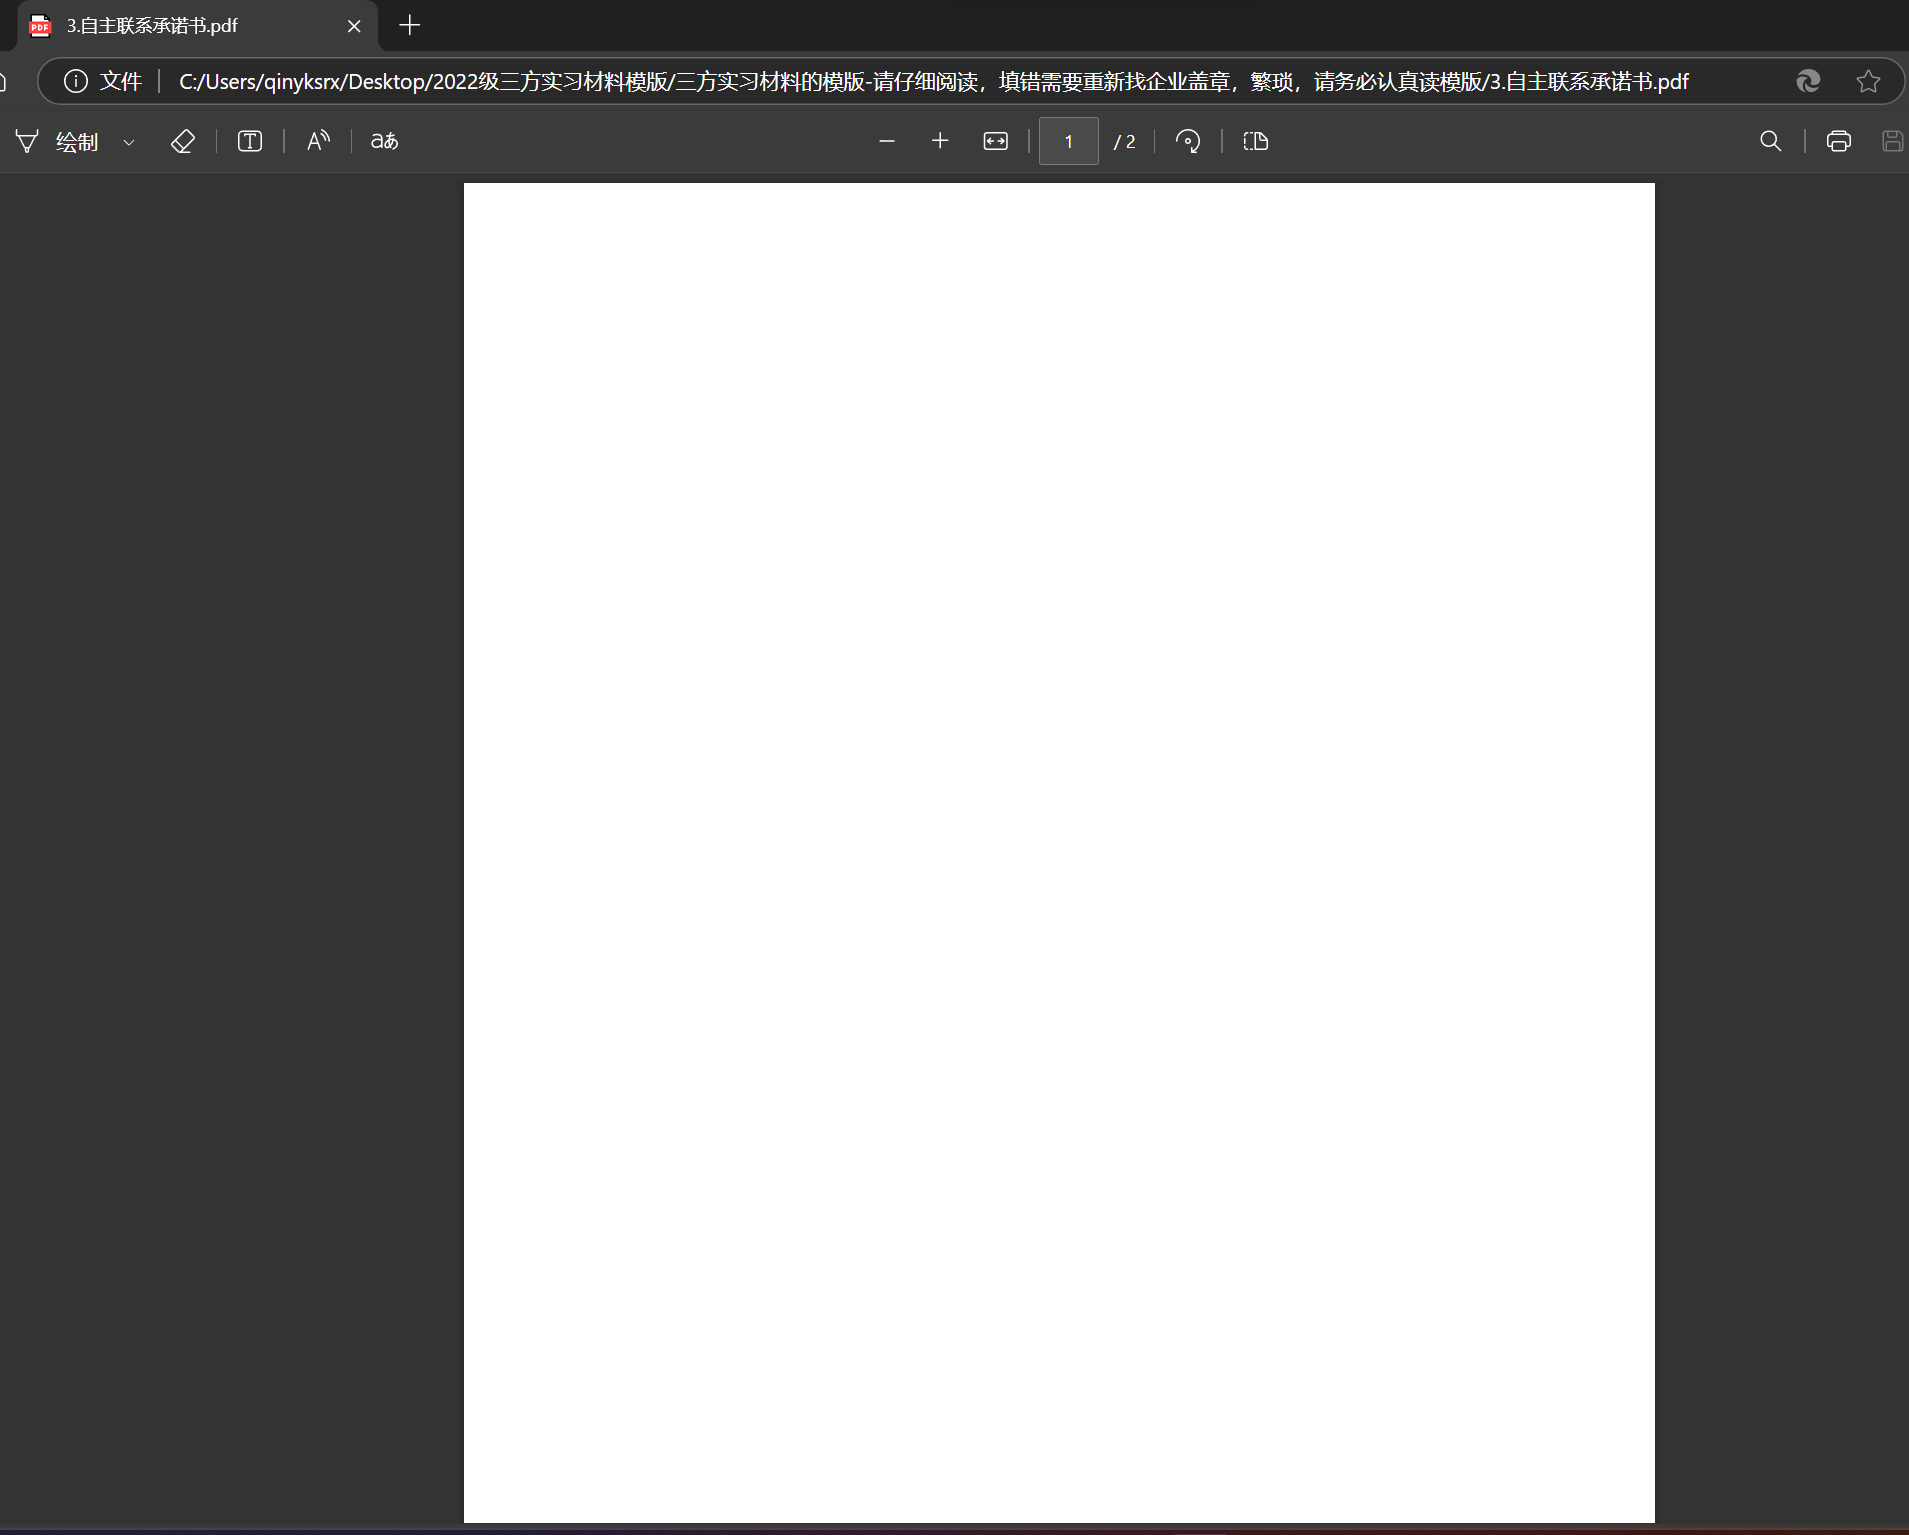 3.自主联系承诺书.pdf
文件 C:/Users/qinyksrx/Desktop/2022级三方实习材料模版/三方实习材料的模版-请仔细阅读，填错需要重新找企业盖章，繁琐，请务必认真读模版/3.自主联系承诺书.pdf
绘制 T A aあ 1 / 2